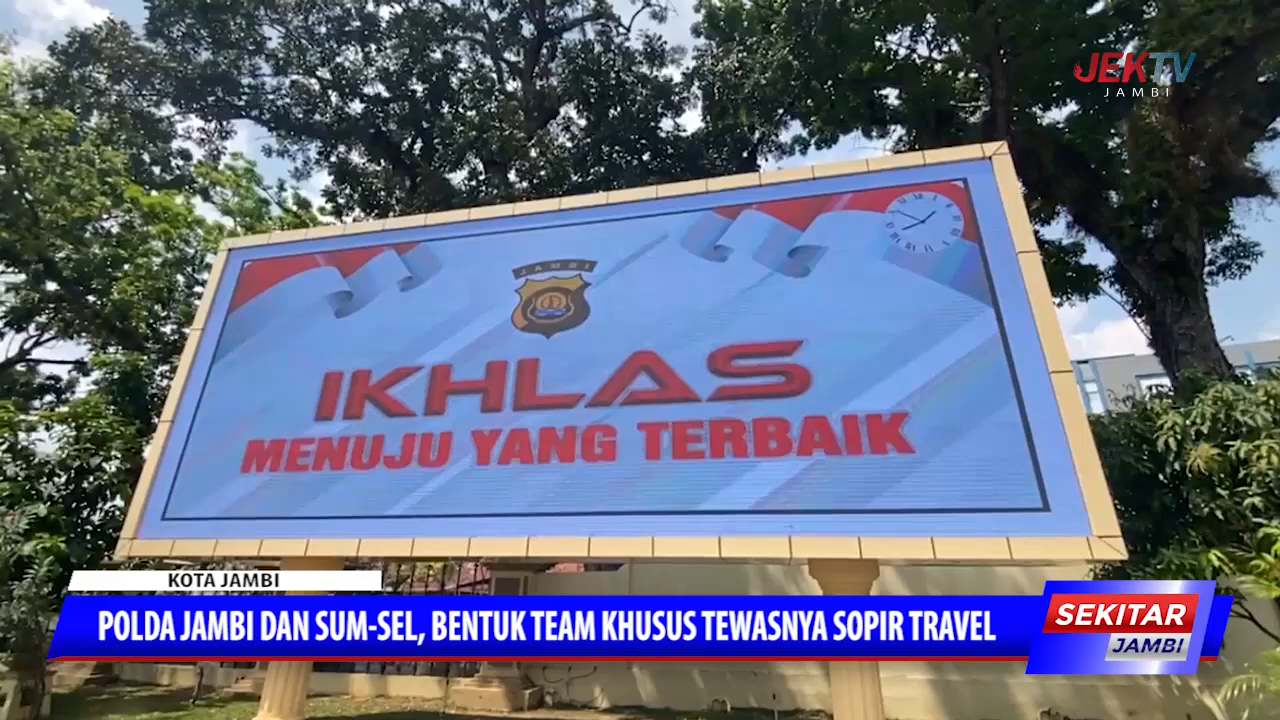 JEKTV
JAMBI
JAMBI
IKHLAS
MENUJU YANG TERBAIK
KOTA JAMBI
POLDA JAMBI DAN SUM-SEL, BENTUK TEAM KHUSUS TEWASNYA SOPIR TRAVEL
SEKITAR
JAMBI